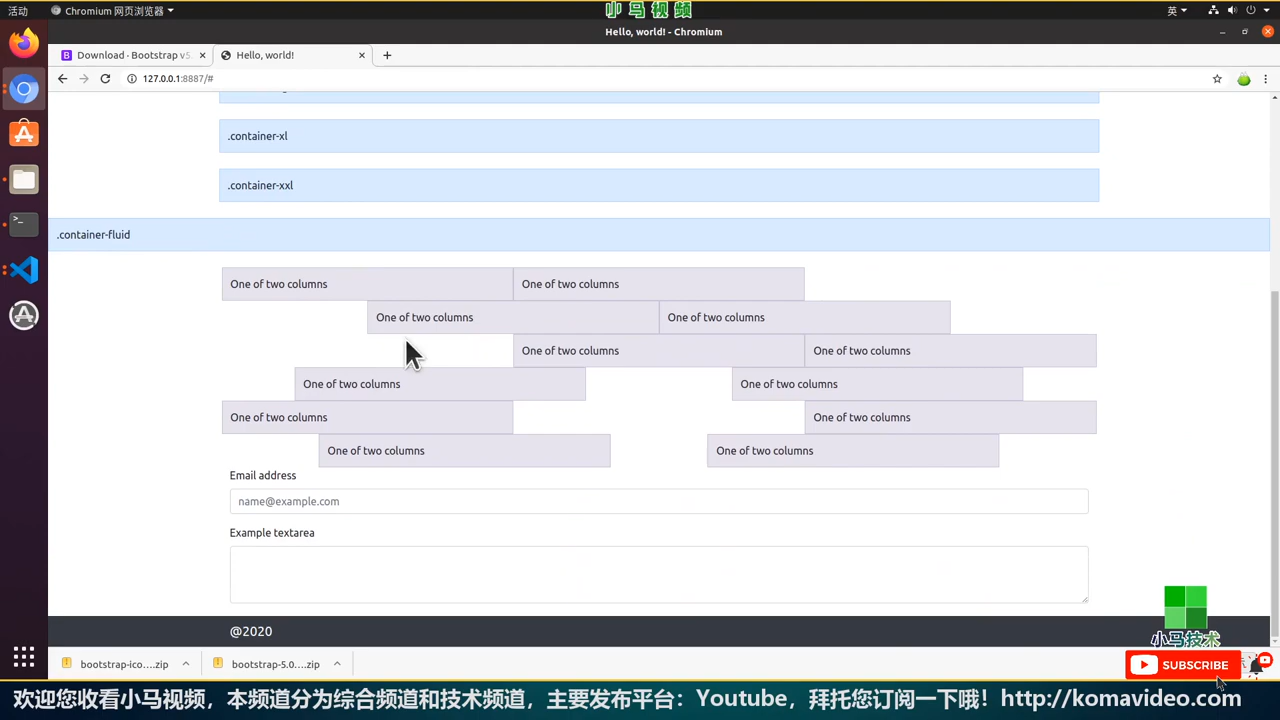 活动
Chromium 网页浏览器
小马视频
英
Hello, world! - Chromium
Download · Bootstrap v5.
Hello, world!
127.0.0.1:8887/#
.container-xl
.container-xxl
.container-fluid
One of two columns One of two columns
One of two columns One of two columns
One of two columns One of two columns
One of two columns One of two columns
One of two columns One of two columns
One of two columns One of two columns
Email address
name@example.com
Example textarea
@2020
小马技术
bootstrap-ico....zip
bootstrap-5.0....zip
SUBSCRIBE
欢迎您收看小马视频，本频道分为综合频道和技术频道，主要发布平台：Youtube，拜托您订阅一下哦！http://komavideo.com